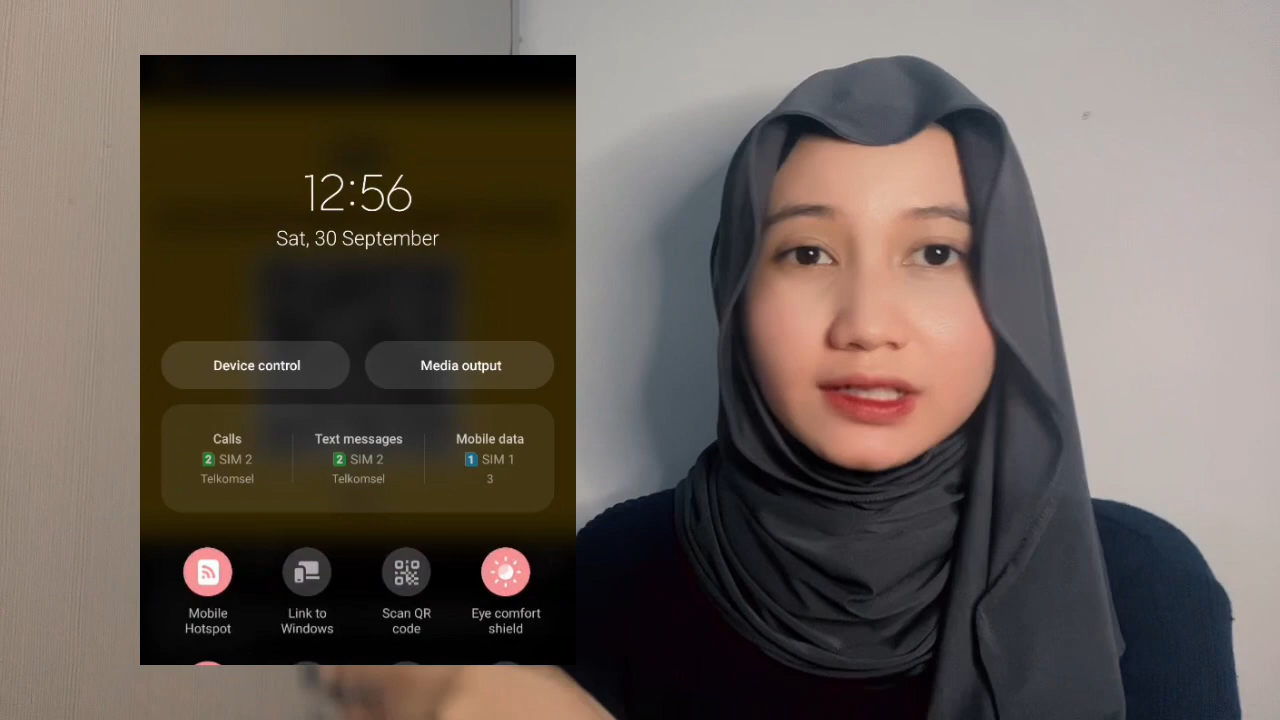 12:56
Sat, 30 September
Device control
Media output
Calls
Text messages
Mobile data
2 SIM 2
2 SIM 2
1 SIM 1
Telkomsel
Telkomsel
3
Mobile Hotspot
Link to Windows
Scan QR code
Eye comfort shield